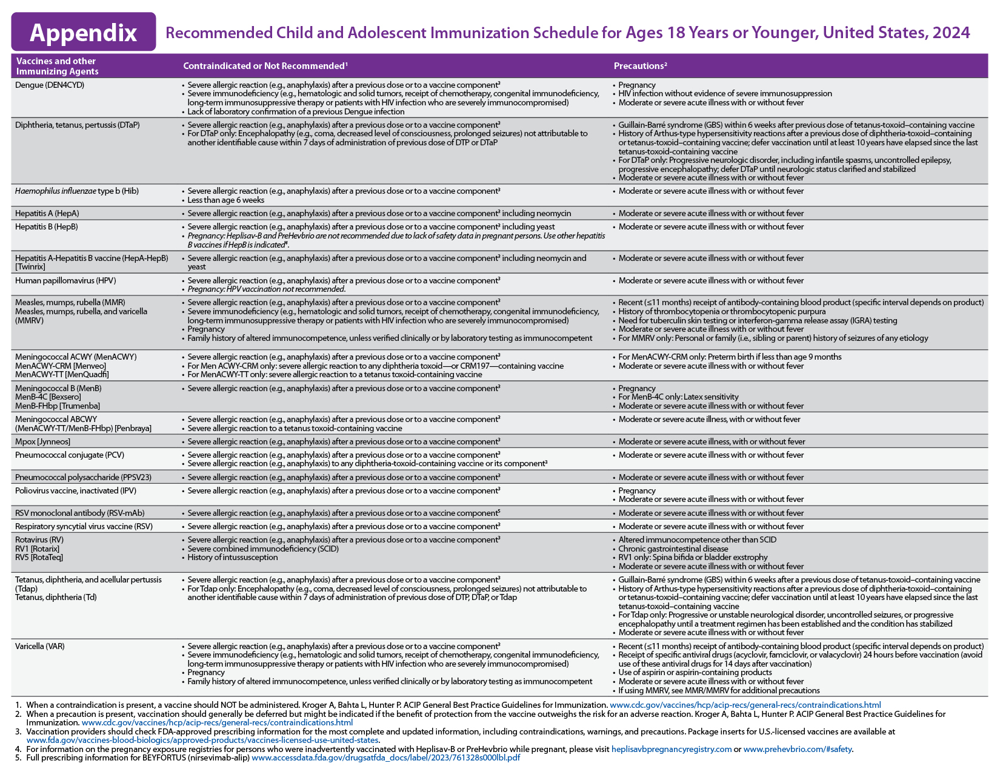 Appendix
Recommended Child and Adolescent Immunization Schedule for Ages 18 Years or Younger, United States, 2024
Vaccines and other
Immunizing Agents
Contraindicated or Not Recommended¹
Precautions²
Dengue (DEN4CYD)
• Severe allergic reaction (e.g., anaphylaxis) after a previous dose or to a vaccine component³
• Severe immunodeficiency (e.g., hematologic and solid tumors, receipt of chemotherapy, congenital immunodeficiency,
long-term immunosuppressive therapy or patients with HIV infection who are severely immunocompromised)
• Lack of laboratory confirmation of a previous Dengue infection
• Pregnancy
• HIV infection without evidence of severe immunosuppression
• Moderate or severe acute illness with or without fever
Diphtheria, tetanus, pertussis (DTaP)
• Severe allergic reaction (e.g., anaphylaxis) after a previous dose or to a vaccine component³
• For DTaP only: Encephalopathy (e.g., coma, decreased level of consciousness, prolonged seizures) not attributable to
another identifiable cause within 7 days of administration of previous dose of DTP or DTaP
• Guillain-Barré syndrome (GBS) within 6 weeks after previous dose of tetanus-toxoid–containing vaccine
• History of Arthus-type hypersensitivity reactions after a previous dose of diphtheria-toxoid–containing
or tetanus-toxoid–containing vaccine; defer vaccination until at least 10 years have elapsed since the last
tetanus-toxoid-containing vaccine
• For DTaP only: Progressive neurologic disorder, including infantile spasms, uncontrolled epilepsy,
progressive encephalopathy; defer DTaP until neurologic status clarified and stabilized
• Moderate or severe acute illness with or without fever
Haemophilus influenzae type b (Hib)
• Severe allergic reaction (e.g., anaphylaxis) after a previous dose or to a vaccine component³
• Less than age 6 weeks
• Moderate or severe acute illness with or without fever
Hepatitis A (HepA)
• Severe allergic reaction (e.g., anaphylaxis) after a previous dose or to a vaccine component³ including neomycin
• Moderate or severe acute illness with or without fever
Hepatitis B (HepB)
• Severe allergic reaction (e.g., anaphylaxis) after a previous dose or to a vaccine component³ including yeast
• Pregnancy: Heplisav-B and PreHevbrio are not recommended due to lack of safety data in pregnant persons. Use other hepatitis
B vaccines if HepB is indicated⁴.
• Moderate or severe acute illness with or without fever
Hepatitis A-Hepatitis B vaccine (HepA-HepB)
[Twinrix]
• Severe allergic reaction (e.g., anaphylaxis) after a previous dose or to a vaccine component³ including neomycin and
yeast
• Moderate or severe acute illness with or without fever
Human papillomavirus (HPV)
• Severe allergic reaction (e.g., anaphylaxis) after a previous dose or to a vaccine component³
• Pregnancy: HPV vaccination not recommended.
• Moderate or severe acute illness with or without fever
Measles, mumps, rubella (MMR)
Measles, mumps, rubella, and varicella
(MMRV)
• Severe allergic reaction (e.g., anaphylaxis) after a previous dose or to a vaccine component³
• Severe immunodeficiency (e.g., hematologic and solid tumors, receipt of chemotherapy, congenital immunodeficiency,
long-term immunosuppressive therapy or patients with HIV infection who are severely immunocompromised)
• Pregnancy
• Family history of altered immunocompetence, unless verified clinically or by laboratory testing as immunocompetent
• Recent (≤11 months) receipt of antibody-containing blood product (specific interval depends on product)
• History of thrombocytopenia or thrombocytopenic purpura
• Need for tuberculin skin testing or interferon-gamma release assay (IGRA) testing
• Moderate or severe acute illness with or without fever
• For MMRV only: Personal or family (i.e., sibling or parent) history of seizures of any etiology
Meningococcal ACWY (MenACWY)
MenACWY-CRM [Menveo]
MenACWY-TT [MenQuadfi]
• Severe allergic reaction (e.g., anaphylaxis) after a previous dose or to a vaccine component³
• For Men ACWY-CRM only: severe allergic reaction to any diphtheria toxoid—or CRM197—containing vaccine
• For MenACWY-TT only: severe allergic reaction to a tetanus toxoid-containing vaccine
• For MenACWY-CRM only: Preterm birth if less than age 9 months
• Moderate or severe acute illness with or without fever
Meningococcal B (MenB)
MenB-4C [Bexsero]
MenB-FHbp [Trumenba]
• Severe allergic reaction (e.g., anaphylaxis) after a previous dose or to a vaccine component³
• Pregnancy
• For MenB-4C only: Latex sensitivity
• Moderate or severe acute illness with or without fever
Meningococcal ABCWY
(MenACWY-TT/MenB-FHbp) [Penbraya]
• Severe allergic reaction (e.g., anaphylaxis) after a previous dose or to a vaccine component³
• Severe allergic reaction to a tetanus toxoid-containing vaccine
• Moderate or severe acute illness, with or without fever
Mpox [Jynneos]
• Severe allergic reaction (e.g., anaphylaxis) after a previous dose or to a vaccine component³
• Moderate or severe acute illness, with or without fever
Pneumococcal conjugate (PCV)
• Severe allergic reaction (e.g., anaphylaxis) after a previous dose or to a vaccine component³
• Severe allergic reaction (e.g., anaphylaxis) to any diphtheria-toxoid-containing vaccine or its component³
• Moderate or severe acute illness with or without fever
Pneumococcal polysaccharide (PPSV23)
• Severe allergic reaction (e.g., anaphylaxis) after a previous dose or to a vaccine component³
• Moderate or severe acute illness with or without fever
Poliovirus vaccine, inactivated (IPV)
• Severe allergic reaction (e.g., anaphylaxis) after a previous dose or to a vaccine component³
• Pregnancy
• Moderate or severe acute illness with or without fever
RSV monoclonal antibody (RSV-mAb)
• Severe allergic reaction (e.g., anaphylaxis) after a previous dose or to a vaccine component⁵
• Moderate or severe acute illness with or without fever
Respiratory syncytial virus vaccine (RSV)
• Severe allergic reaction (e.g., anaphylaxis) after a previous dose or to a vaccine component³
• Moderate or severe acute illness with or without fever
Rotavirus (RV)
RV1 [Rotarix]
RV5 [RotaTeq]
• Severe allergic reaction (e.g., anaphylaxis) after a previous dose or to a vaccine component³
• Severe combined immunodeficiency (SCID)
• History of intussusception
• Altered immunocompetence other than SCID
• Chronic gastrointestinal disease
• RV1 only: Spina bifida or bladder exstrophy
• Moderate or severe acute illness with or without fever
Tetanus, diphtheria, and acellular pertussis
(Tdap)
Tetanus, diphtheria (Td)
• Severe allergic reaction (e.g., anaphylaxis) after a previous dose or to a vaccine component³
• For Tdap only: Encephalopathy (e.g., coma, decreased level of consciousness, prolonged seizures) not attributable to
another identifiable cause within 7 days of administration of previous dose of DTP, DTaP, or Tdap
• Guillain-Barré syndrome (GBS) within 6 weeks after a previous dose of tetanus-toxoid–containing vaccine
• History of Arthus-type hypersensitivity reactions after a previous dose of diphtheria-toxoid–containing
or tetanus-toxoid–containing vaccine; defer vaccination until at least 10 years have elapsed since the last
tetanus-toxoid–containing vaccine
• For Tdap only: Progressive or unstable neurological disorder, uncontrolled seizures, or progressive
encephalopathy until a treatment regimen has been established and the condition has stabilized
• Moderate or severe acute illness with or without fever
Varicella (VAR)
• Severe allergic reaction (e.g., anaphylaxis) after a previous dose or to a vaccine component³
• Severe immunodeficiency (e.g., hematologic and solid tumors, receipt of chemotherapy, congenital immunodeficiency,
long-term immunosuppressive therapy or patients with HIV infection who are severely immunocompromised)
• Pregnancy
• Family history of altered immunocompetence, unless verified clinically or by laboratory testing as immunocompetent
• Recent (≤11 months) receipt of antibody-containing blood product (specific interval depends on product)
• Receipt of specific antiviral drugs (acyclovir, famciclovir, or valacyclovir) 24 hours before vaccination (avoid
use of these antiviral drugs for 14 days after vaccination)
• Use of aspirin or aspirin-containing products
• Moderate or severe acute illness with or without fever
• If using MMRV, see MMR/MMRV for additional precautions
1. When a contraindication is present, a vaccine should NOT be administered. Kroger A, Bahta L, Hunter P. ACIP General Best Practice Guidelines for Immunization. www.cdc.gov/vaccines/hcp/acip-recs/general-recs/contraindications.html
2. When a precaution is present, vaccination should generally be deferred but might be indicated if the benefit of protection from the vaccine outweighs the risk for an adverse reaction. Kroger A, Bahta L, Hunter P. ACIP General Best Practice Guidelines for
Immunization. www.cdc.gov/vaccines/hcp/acip-recs/general-recs/contraindications.html
3. Vaccination providers should check FDA-approved prescribing information for the most complete and updated information, including contraindications, warnings, and precautions. Package inserts for U.S.-licensed vaccines are available at
www.fda.gov/vaccines-blood-biologics/approved-products/vaccines-licensed-use-united-states.
4. For information on the pregnancy exposure registries for persons who were inadvertently vaccinated with Heplisav-B or PreHevbrio while pregnant, please visit heplisavbpregnancyregistry.com or www.prehevbrio.com/#safety.
5. Full prescribing information for BEYFORTUS (nirsevimab-alip) www.accessdata.fda.gov/drugsatfda_docs/label/2023/761328s000lbl.pdf